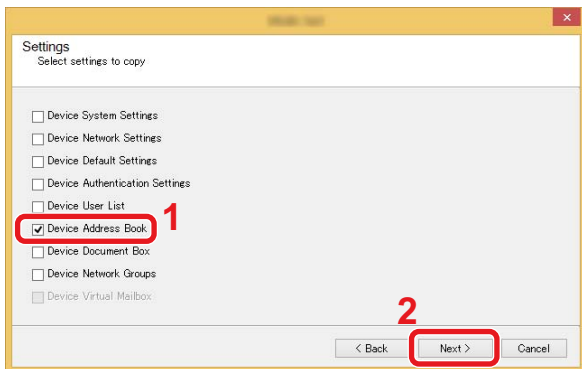 Settings
Select settings to copy
Device System Settings
Device Network Settings
Device Default Settings
Device Authentication Settings
Device User List
1
Device Address Book
Device Document Box
Device Network Groups
Device Virtual Mailbox
2
< Back Next > Cancel